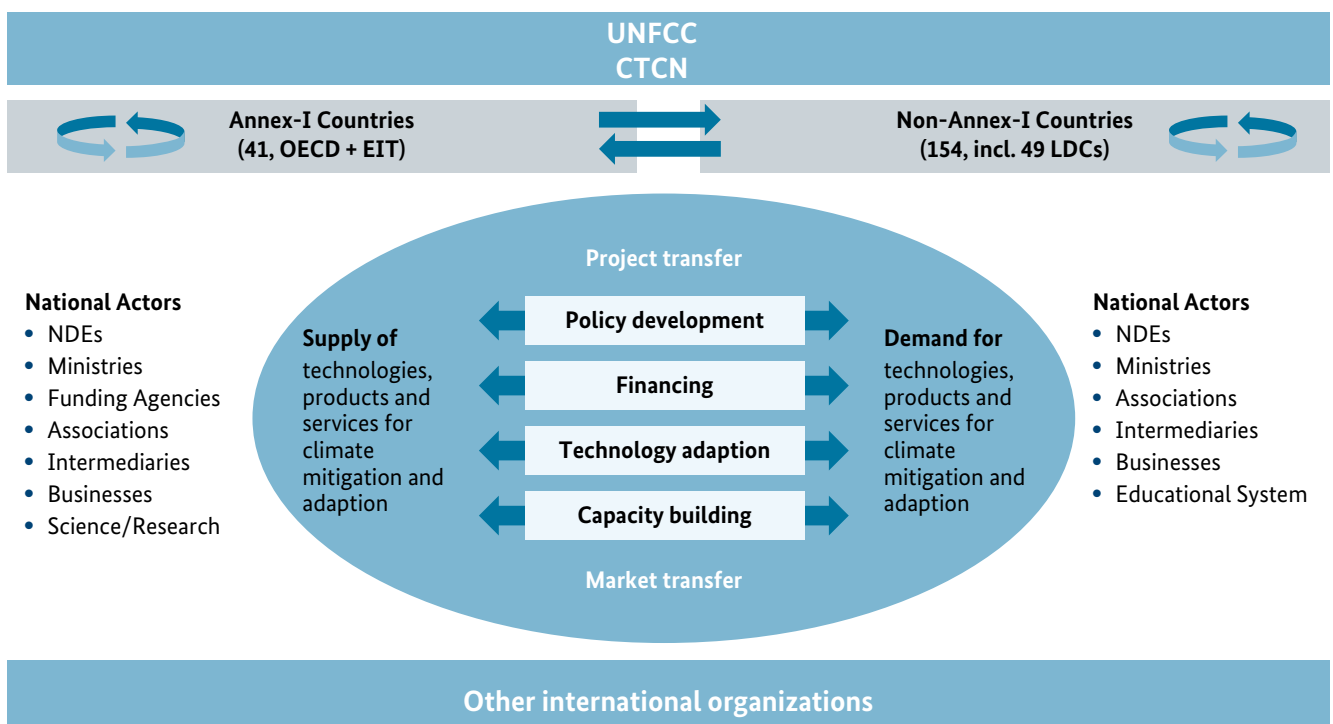 UNFCC
CTCN
Annex-I Countries
(41, OECD + EIT)
Non-Annex-I Countries
(154, incl. 49 LDCs)
National Actors
• NDEs
• Ministries
• Funding Agencies
• Associations
• Intermediaries
• Businesses
• Science/Research
Project transfer
Supply of
technologies,
products and
services for
climate
mitigation and
adaption
Policy development
Financing
Technology adaption
Capacity building
Demand for
technologies,
products and
services for
climate
mitigation and
adaption
Market transfer
National Actors
• NDEs
• Ministries
• Associations
• Intermediaries
• Businesses
• Educational System
Other international organizations